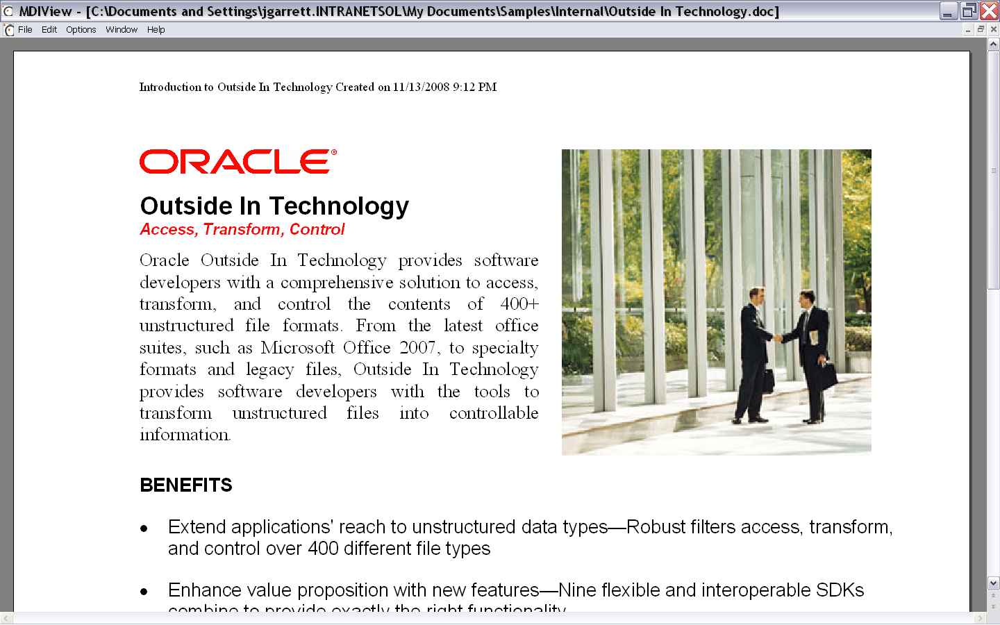 MDIView - [C:\Documents and Settings\jgarrett.INTRANETSOL\My Documents\Samples\Internal\Outside In Technology.doc]
File Edit Options Window Help
Introduction to Outside In Technology Created on 11/13/2008 9:12 PM
ORACLE®
Outside In Technology
Access, Transform, Control
Oracle Outside In Technology provides software
developers with a comprehensive solution to access,
transform, and control the contents of 400+
unstructured file formats. From the latest office
suites, such as Microsoft Office 2007, to specialty
formats and legacy files, Outside In Technology
provides software developers with the tools to
transform unstructured files into controllable
information.
BENEFITS
● Extend applications' reach to unstructured data types—Robust filters access, transform,
and control over 400 different file types
● Enhance value proposition with new features—Nine flexible and interoperable SDKs
combine to provide exactly the right functionality